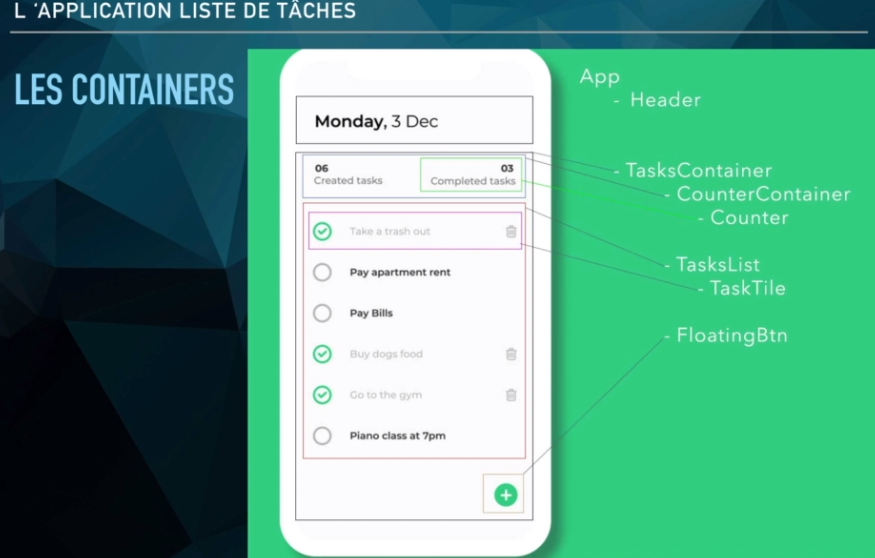 L ‘APPLICATION LISTE DE TÂCHES
LES CONTAINERS
Monday, 3 Dec
06
Created tasks
03
Completed tasks
Take a trash out
Pay apartment rent
Pay Bills
Buy dogs food
Go to the gym
Piano class at 7pm
App
- Header
- TasksContainer
- CounterContainer
- Counter
- TasksList
- TaskTile
- FloatingBtn